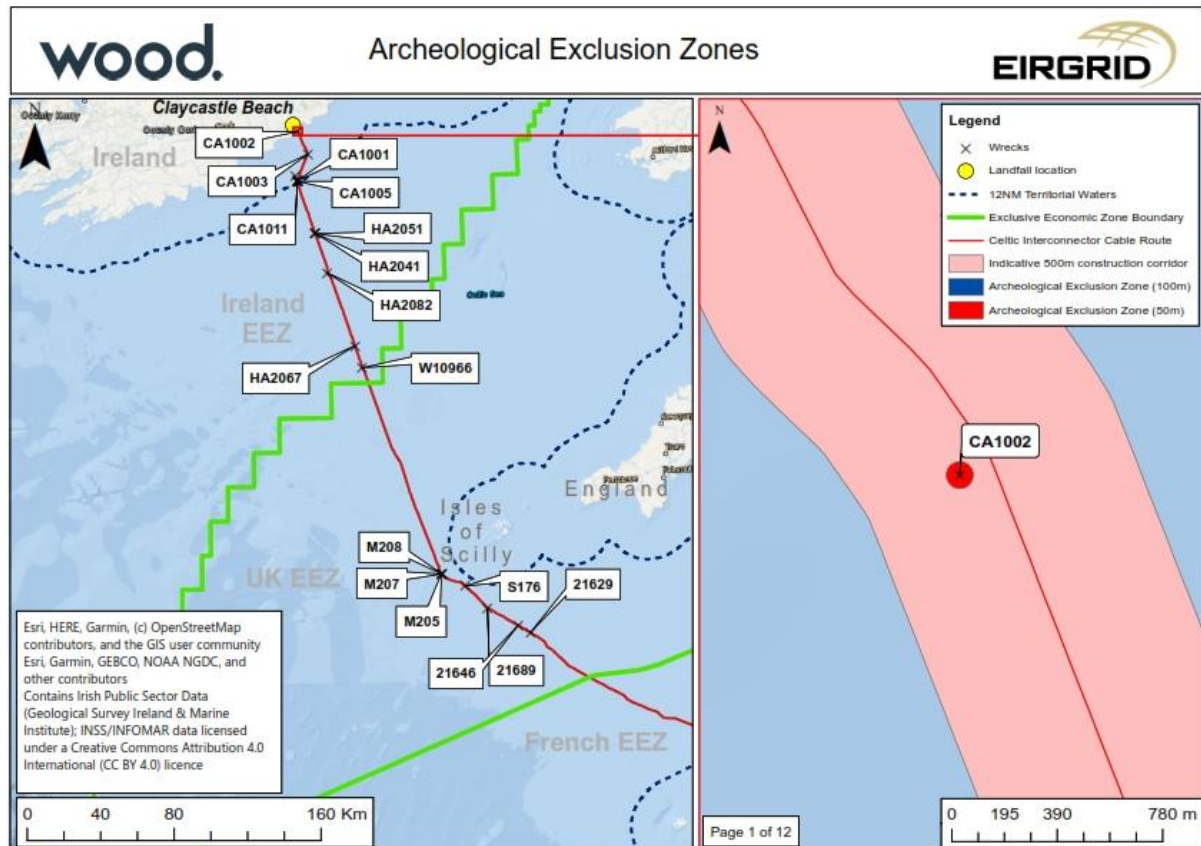 wood.
Archeological Exclusion Zones
EIRGRID
N
Claycastle Beach
Ireland
CA1002
CA1001
CA1003
CA1005
CA1011
HA2051
HA2041
HA2082
Ireland
EEZ
Celtic Sea
HA2067
W10966
England
Isles
of
Scilly
M208
UK EEZ
M207
S176
21629
M205
21646
21689
French EEZ
Esri, HERE, Garmin, (c) OpenStreetMap
contributors, and the GIS user community
Esri, Garmin, GEBCO, NOAA NGDC, and
other contributors
Contains Irish Public Sector Data
(Geological Survey Ireland & Marine
Institute); INSS/INFOMAR data licensed
under a Creative Commons Attribution 4.0
International (CC BY 4.0) licence
0 40 80 160 Km
N
Legend
Wrecks
Landfall location
12NM Territorial Waters
Exclusive Economic Zone Boundary
Celtic Interconnector Cable Route
Indicative 500m construction corridor
Archeological Exclusion Zone (100m)
Archeological Exclusion Zone (50m)
CA1002
Page 1 of 12
0 195 390 780 m